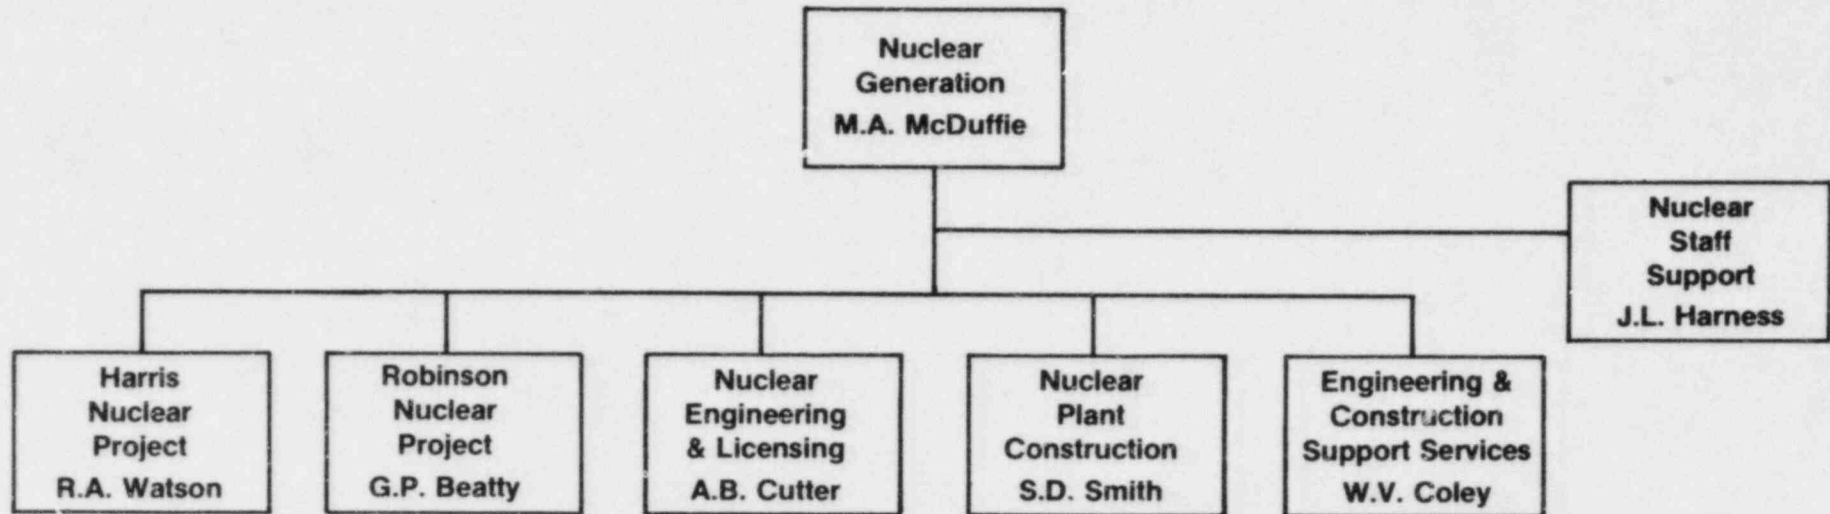 Nuclear
Generation
M.A. McDuffie
Nuclear
Staff
Support
J.L. Harness
Harris
Nuclear
Project
R.A. Watson
Robinson
Nuclear
Project
G.P. Beatty
Nuclear
Engineering
& Licensing
A.B. Cutter
Nuclear
Plant
Construction
S.D. Smith
Engineering &
Construction
Support Services
W.V. Coley